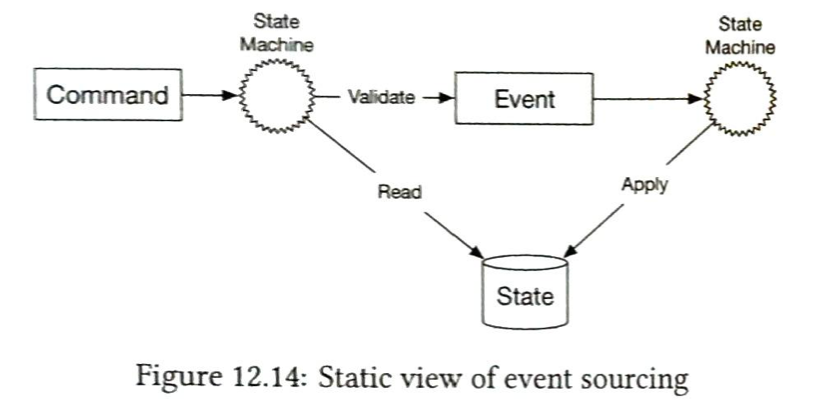 State
Machine
State
Machine
Command
Validate
Event
Read
Apply
State
Figure 12.14: Static view of event sourcing